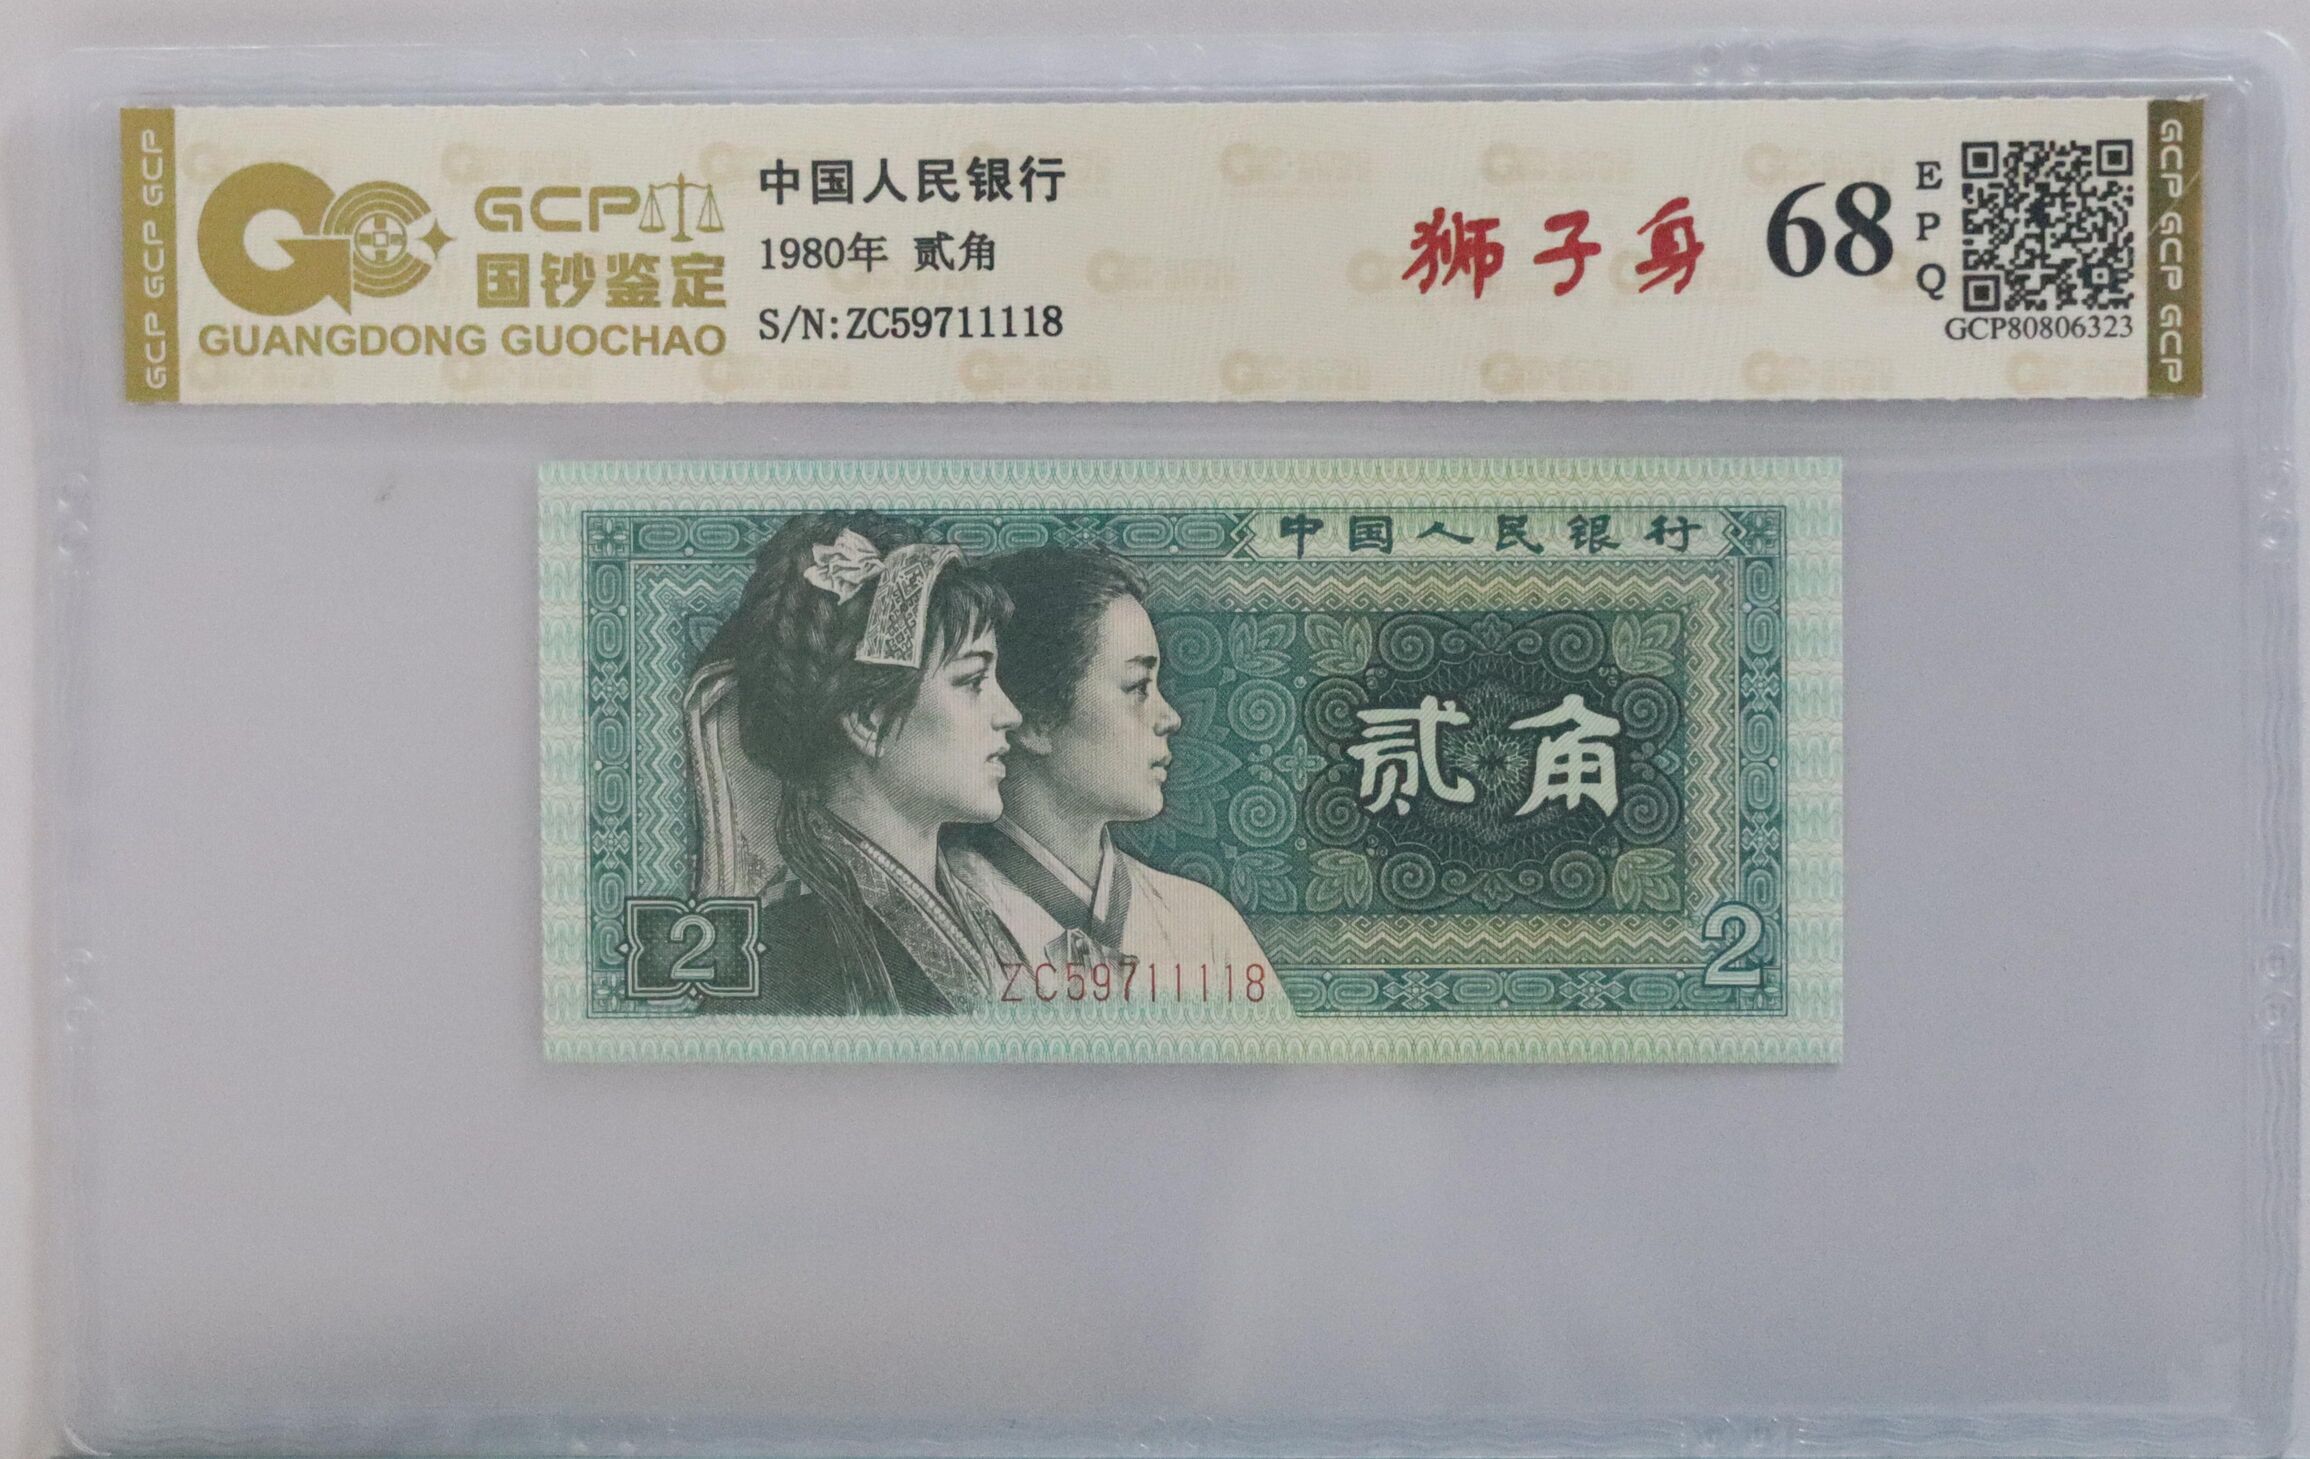 GCP GCP GCP
GCP
国钞鉴定
GUANGDONG GUOCHAO
中国人民银行
1980年 贰角
S/N:ZC59711118
狮子身
68
EPQ
GCP80806323
GCP GCP GCP
中国人民银行
贰角
2
2
ZC59711118